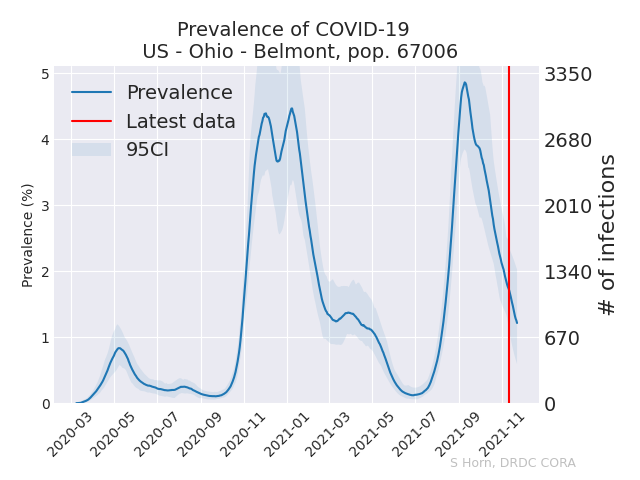 Prevalence of COVID-19
US - Ohio - Belmont, pop. 67006
Prevalence
Latest data
95CI
Prevalence (%)
5
4
3
2
1
0
3350
2680
2010
1340
670
0
# of infections
2020-03
2020-05
2020-07
2020-09
2020-11
2021-01
2021-03
2021-05
2021-07
2021-09
2021-11
S Horn, DRDC CORA